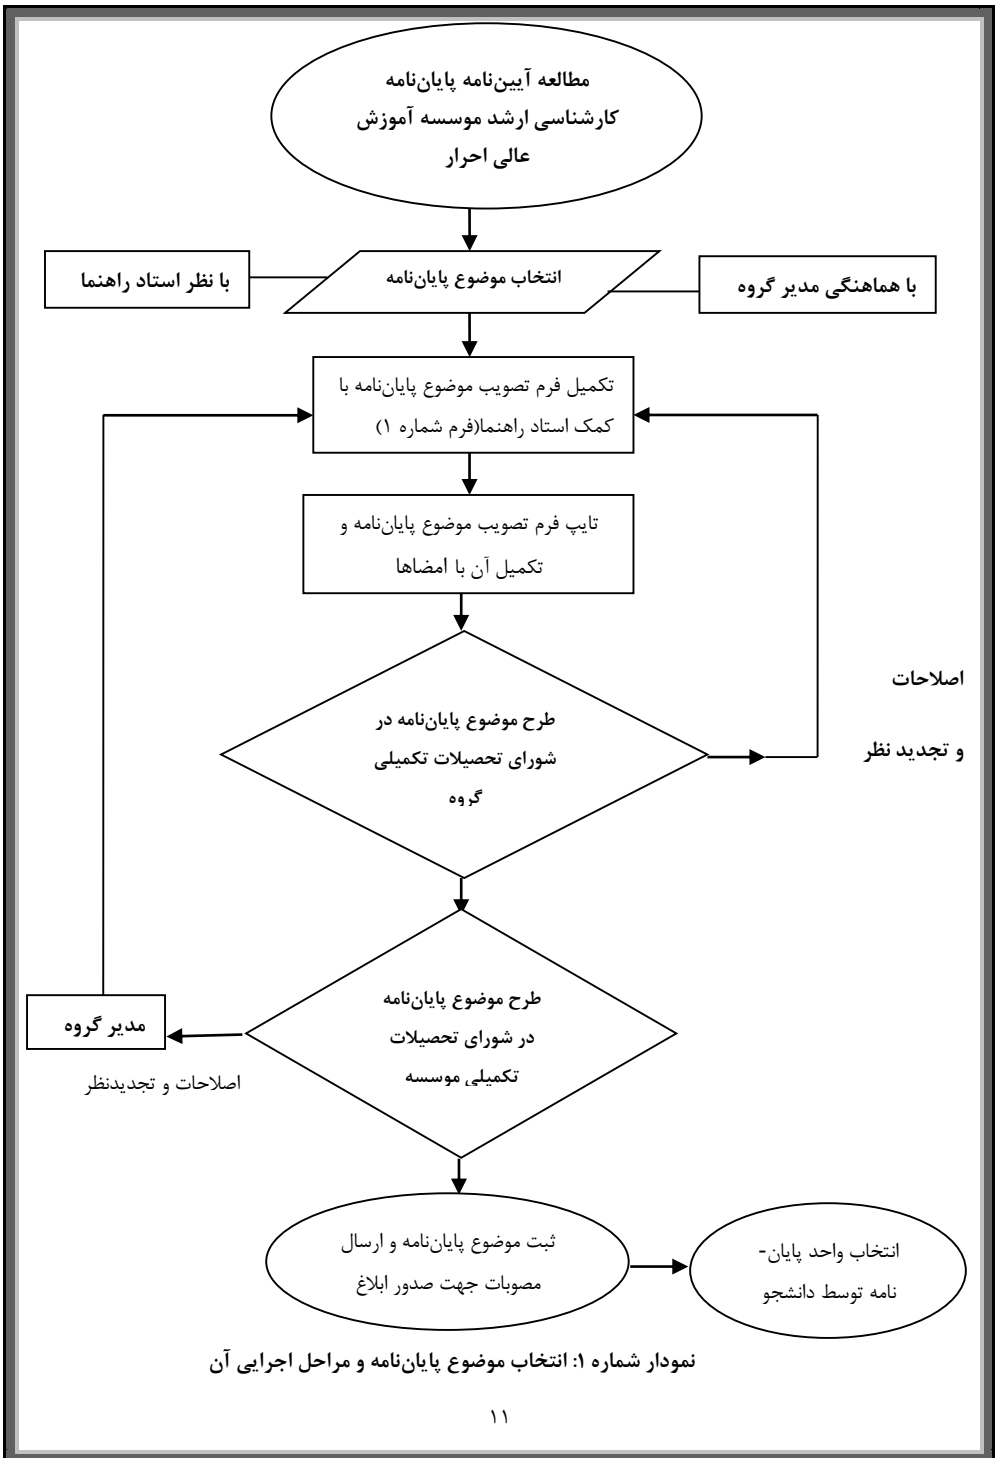 مطالعه آیین‌نامه پایان‌نامه
کارشناسی ارشد موسسه آموزش
عالی احرار
انتخاب موضوع پایان‌نامه
با هماهنگی مدیر گروه
با نظر استاد راهنما
تکمیل فرم تصویب موضوع پایان‌نامه با
کمک استاد راهنما(فرم شماره ۱)
تایپ فرم تصویب موضوع پایان‌نامه و
تکمیل آن با امضاها
طرح موضوع پایان‌نامه در
شورای تحصیلات تکمیلی
گروه
اصلاحات
و تجدید نظر
طرح موضوع پایان‌نامه
در شورای تحصیلات
تکمیلی موسسه
مدیر گروه
اصلاحات و تجدیدنظر
ثبت موضوع پایان‌نامه و ارسال
مصوبات جهت صدور ابلاغ
انتخاب واحد پایان-
نامه توسط دانشجو
نمودار شماره ۱: انتخاب موضوع پایان‌نامه و مراحل اجرایی آن
۱۱